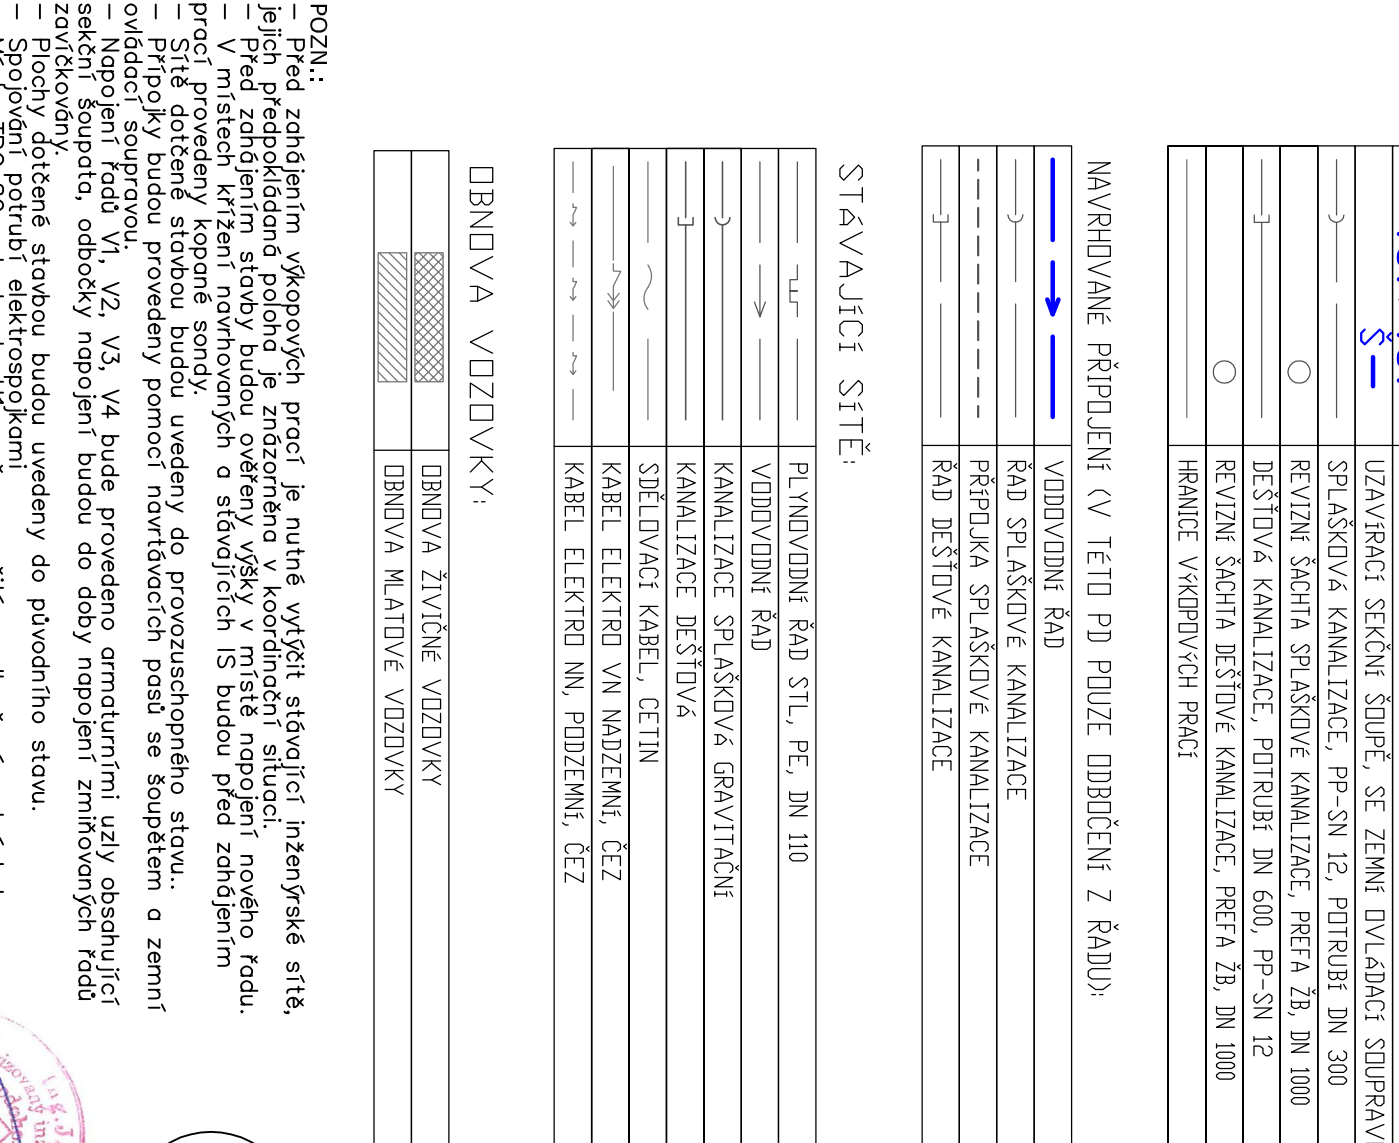 Š
UZAVÍRACÍ SEKČNÍ ŠOUPĚ, SE ZEMNÍ OVLÁDACÍ
SPLAŠKOVÁ KANALIZACE, PP-SN 12, POTRUBÍ DN 300
REVIZNÍ ŠACHTA SPLAŠKOVÉ KANALIZACE, PREFA ŽB, DN 1000
DEŠŤOVÁ KANALIZACE, POTRUBÍ DN 600, PP-SN 12
REVIZNÍ ŠACHTA DEŠŤOVÉ KANALIZACE, PREFA ŽB, DN 1000
HRANICE VÝKOPOVÝCH PRACÍ
NAVRHOVANÉ PŘIPOJENÍ (V TÉTO PD POUZE ODBOČENÍ Z ŘADU):
VODOVODNÍ ŘAD
ŘAD SPLAŠKOVÉ KANALIZACE
PŘÍPOJKA SPLAŠKOVÉ KANALIZACE
ŘAD DEŠŤOVÉ KANALIZACE
STÁVAJÍCÍ SÍTĚ:
PLYNOVODNÍ ŘAD STL, PE, DN 110
VODOVODNÍ ŘAD
KANALIZACE SPLAŠKOVÁ GRAVITAČNÍ
KANALIZACE DEŠŤOVÁ
SDĚLOVACÍ KABEL, CETIN
KABEL ELEKTRO VN NADZEMNÍ, ČEZ
KABEL ELEKTRO NN, PODZEMNÍ, ČEZ
OBNOVA VOZOVKY:
OBNOVA ŽIVIČNÉ VOZOVKY
OBNOVA MLATOVÉ VOZOVKY
POZN.:
– Před zahájením výkopových prací je nutné vytýčit stávající inženýrské sítě,
jejich předpokládaná poloha je znázorněna v koordinační situaci.
– Před zahájením stavby budou ověřeny výšky v místě napojení nového řadu.
– V místech křížení navrhovaných a stávajících IS budou před zahájením
prací provedeny kopané sondy.
– Sítě dotčené stavbou budou uvedeny do provozuschopného stavu..
– Přípojky budou provedeny pomocí navrtávacích pasů se šoupětem a zemní
ovládací soupravou.
– Napojení řadů V1, V2, V3, V4 bude provedeno armaturními uzly obsahující
sekční šoupata, odbočky napojení budou do doby napojení zmiňovaných řadů
zavíčkovány.
– Plochy dotčené stavbou budou uvedeny do původního stavu.
– Spojování potrubí elektrospojkami